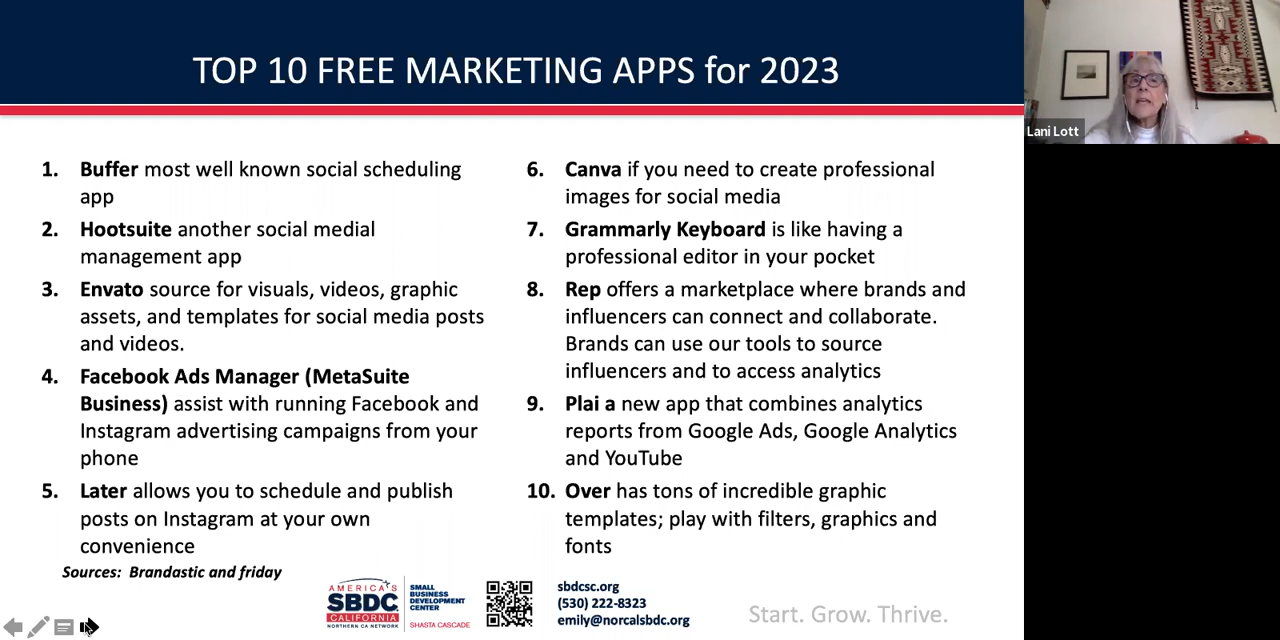 TOP 10 FREE MARKETING APPS for 2023
Lani Lott
1. Buffer most well known social scheduling
app
2. Hootsuite another social medial
management app
3. Envato source for visuals, videos, graphic
assets, and templates for social media posts
and videos.
4. Facebook Ads Manager (MetaSuite
Business) assist with running Facebook and
Instagram advertising campaigns from your
phone
5. Later allows you to schedule and publish
posts on Instagram at your own
convenience
6. Canva if you need to create professional
images for social media
7. Grammarly Keyboard is like having a
professional editor in your pocket
8. Rep offers a marketplace where brands and
influencers can connect and collaborate.
Brands can use our tools to source
influencers and to access analytics
9. Plai a new app that combines analytics
reports from Google Ads, Google Analytics
and YouTube
10. Over has tons of incredible graphic
templates; play with filters, graphics and
fonts
Sources: Brandastic and friday
AMERICA'S
SBDC
CALIFORNIA
NORTHERN CA NETWORK
SMALL
BUSINESS
DEVELOPMENT
CENTER
SHASTA CASCADE
sbdcsc.org
(530) 222-8323
emily@norcalsbdc.org
Start. Grow. Thrive.